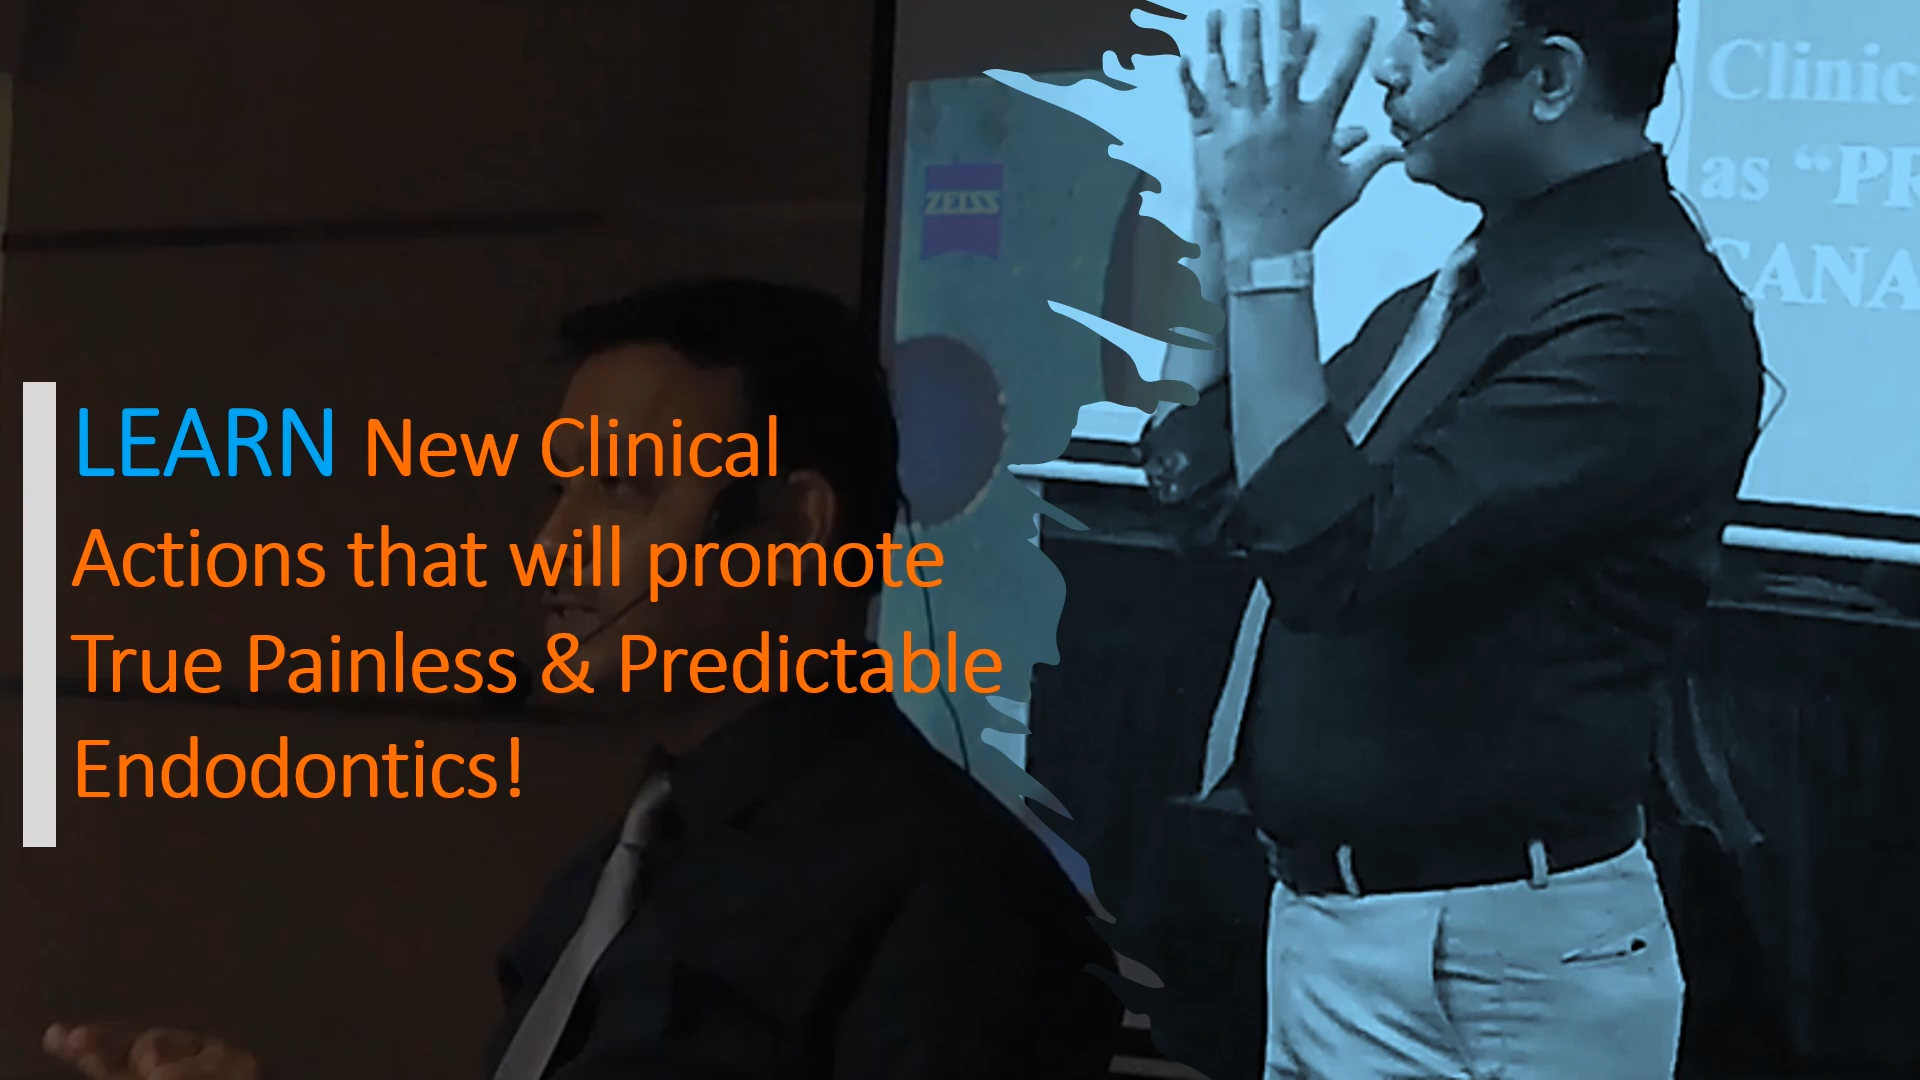 ZEISS
Clinic
as “PR
CANA
LEARN New Clinical
Actions that will promote
True Painless & Predictable
Endodontics!